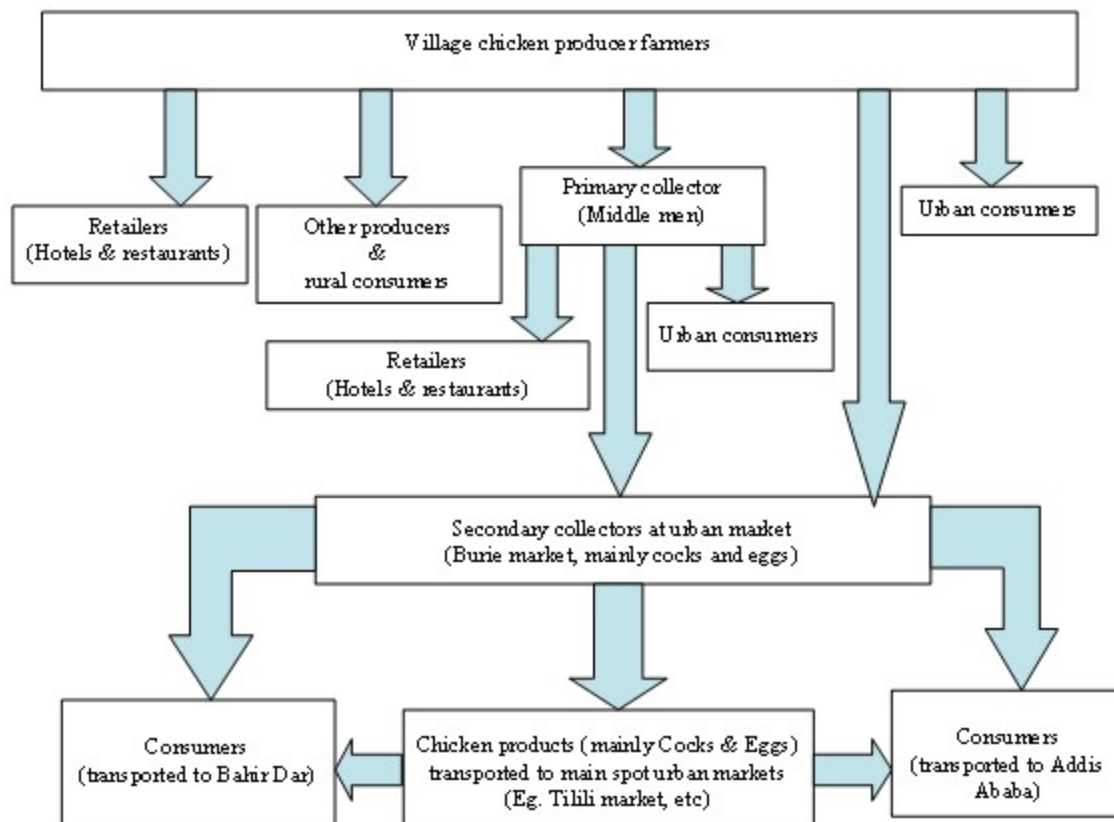 Village chicken producer farmers
Primary collector
(Middle men)
Urban consumers
Retailers
(Hotels & restaurants)
Other producers
&
rural consumers
Urban consumers
Retailers
(Hotels & restaurants)
Secondary collectors at urban market
(Burie market, mainly cocks and eggs)
Consumers
(transported to Bahir Dar)
Chicken products (mainly Cocks & Eggs)
transported to main spot urban markets
(Eg. Tilili market, etc)
Consumers
(transported to Addis
Ababa)